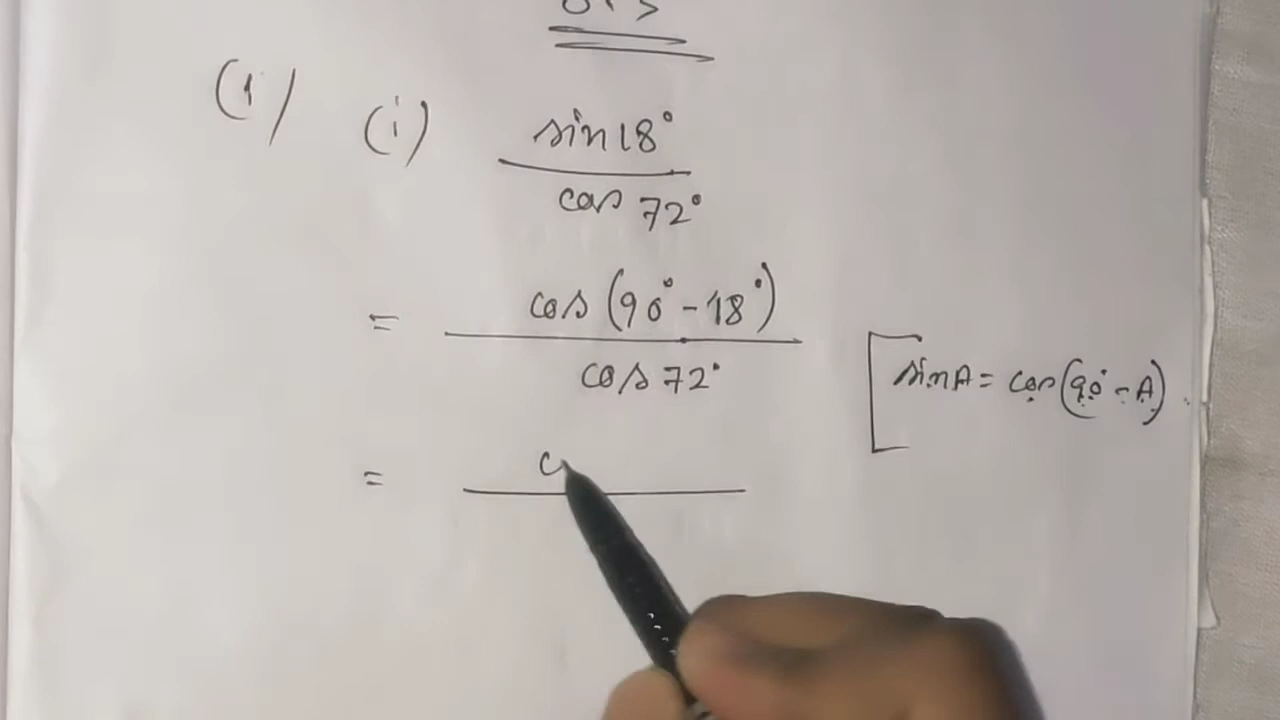 (1) (i) sin18°
cos 72°
= cos (90° - 18°)
cos 72°
[sinA = cos(90° - A).
= c